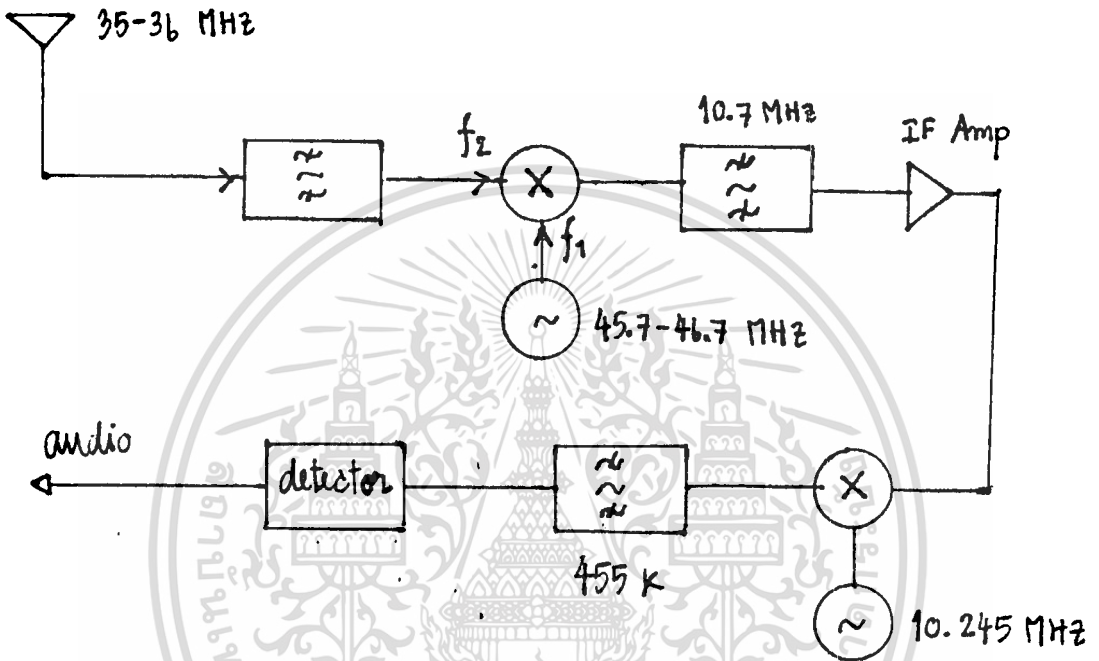 35-36 MHz
10.7 MHz
IF Amp
f2
f1
45.7-46.7 MHz
audio
detector
455 K
10.245 MHz